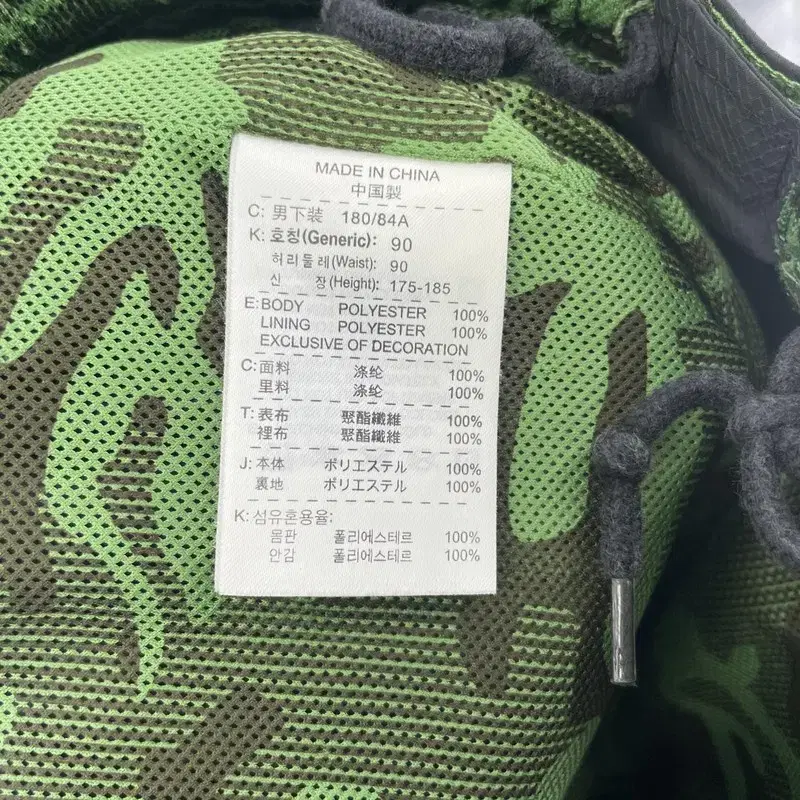 MADE IN CHINA
中国製
C: 男下装 180/84A
K: 호칭(Generic): 90
허리둘레(Waist): 90
신 장(Height): 175-185
E: BODY POLYESTER 100%
LINING POLYESTER 100%
EXCLUSIVE OF DECORATION
C: 面料 涤纶 100%
里料 涤纶 100%
T: 表布 聚酯纖維 100%
裡布 聚酯纖維 100%
J: 本体 ポリエステル 100%
裏地 ポリエステル 100%
K: 섬유혼용율:
몸판 폴리에스테르 100%
안감 폴리에스테르 100%